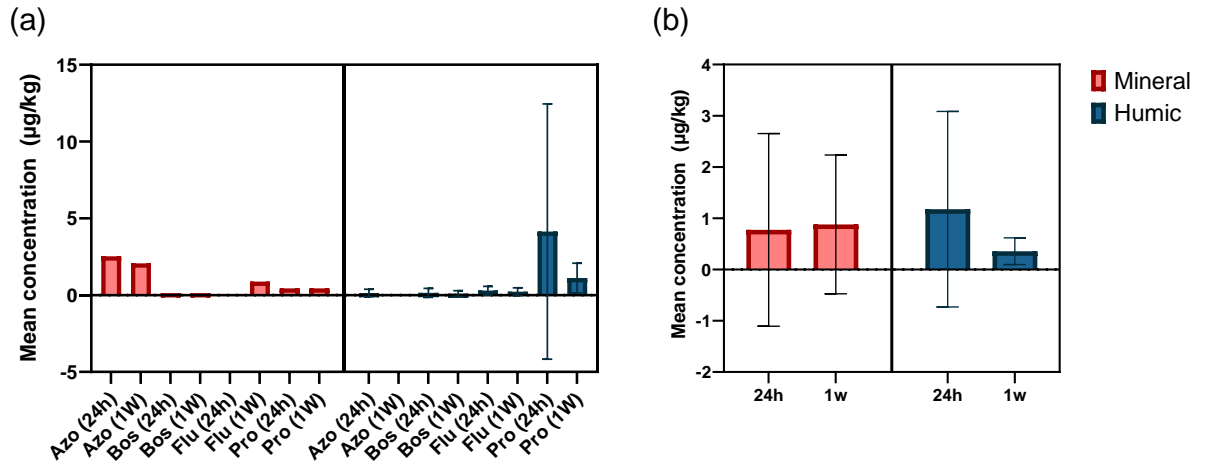 (a)
Mean concentration (µg/kg)
15
10
5
0
-5
Azo (24h)
Azo (1W)
Bos (24h)
Bos (1W)
Flu (24h)
Flu (1W)
Pro (24h)
Pro (1W)
Azo (24h)
Azo (1W)
Bos (24h)
Bos (1W)
Flu (24h)
Flu (1W)
Pro (24h)
Pro (1W)
(b)
Mean concentration (µg/kg)
4
3
2
1
0
-1
-2
24h
1w
24h
1w
Mineral
Humic